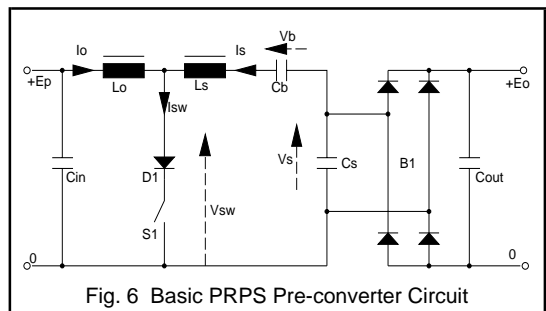 Io
Is
Vb
+Ep
Lo
Ls
Cb
+Eo
Isw
Cin
D1
Vsw
S1
Vs
Cs
B1
Cout
0
0
Fig. 6 Basic PRPS Pre-converter Circuit